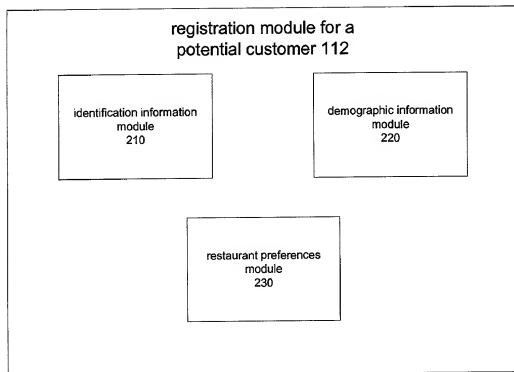 registration module for a
potential customer 112
identification information
module
210
demographic information
module
220
restaurant preferences
module
230